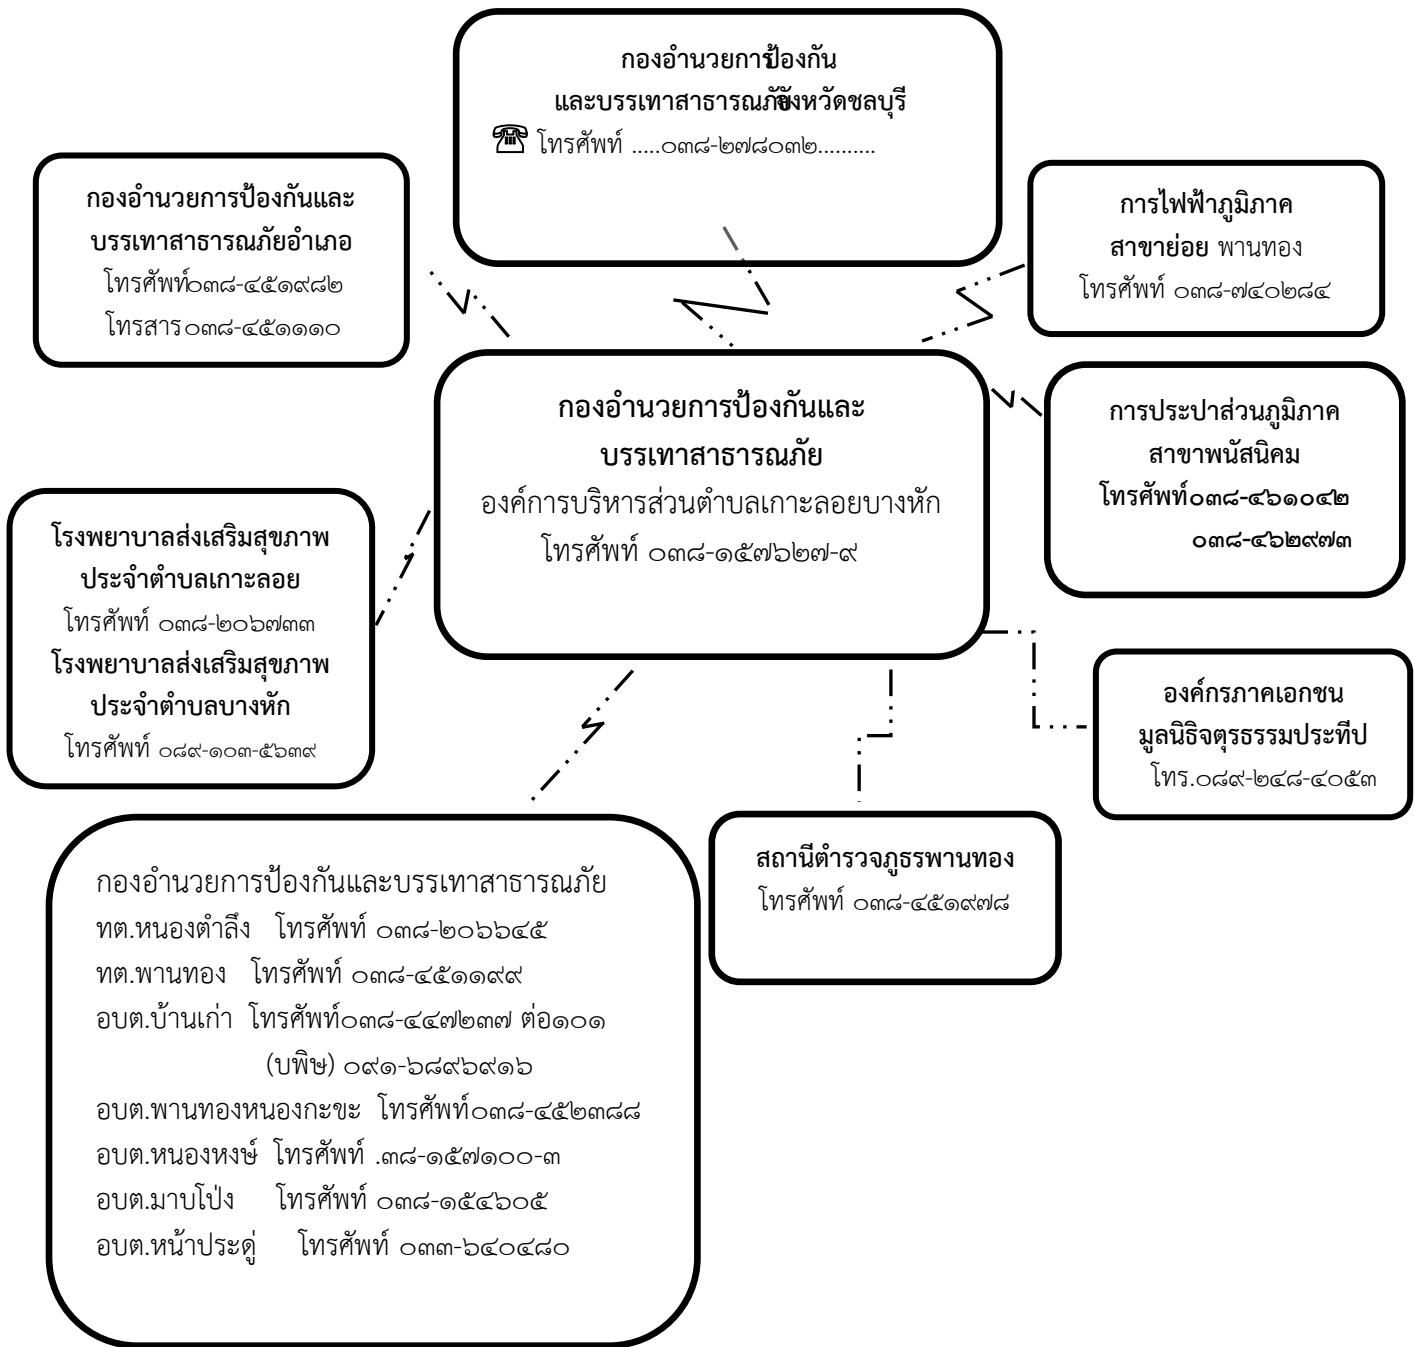 กองอำนวยการป้องกัน
และบรรเทาสาธารณภัยจังหวัดชลบุรี
☎ โทรศัพท์ .....๐๓๘-๒๗๘๐๓๒..........
กองอำนวยการป้องกันและ
บรรเทาสาธารณภัยอำเภอ
โทรศัพท์๐๓๘-๔๕๑๙๘๒
โทรสาร๐๓๘-๔๕๑๑๑๐
การไฟฟ้าภูมิภาค
สาขาย่อย พานทอง
โทรศัพท์ ๐๓๘-๗๔๐๒๘๔
กองอำนวยการป้องกันและ
บรรเทาสาธารณภัย
องค์การบริหารส่วนตำบลเกาะลอยบางหัก
โทรศัพท์ ๐๓๘-๑๕๗๖๒๗-๙
การประปาส่วนภูมิภาค
สาขาพนัสนิคม
โทรศัพท์๐๓๘-๔๖๑๐๔๒
๐๓๘-๔๖๒๙๗๓
โรงพยาบาลส่งเสริมสุขภาพ
ประจำตำบลเกาะลอย
โทรศัพท์ ๐๓๘-๒๐๖๗๓๓
โรงพยาบาลส่งเสริมสุขภาพ
ประจำตำบลบางหัก
โทรศัพท์ ๐๘๙-๑๐๓-๕๖๓๙
องค์กรภาคเอกชน
มูลนิธิจตุรธรรมประทีป
โทร.๐๘๙-๒๔๘-๔๐๕๓
สถานีตำรวจภูธรพานทอง
โทรศัพท์ ๐๓๘-๔๕๑๙๗๘
กองอำนวยการป้องกันและบรรเทาสาธารณภัย
ทต.หนองตำลึง โทรศัพท์ ๐๓๘-๒๐๖๖๔๕
ทต.พานทอง โทรศัพท์ ๐๓๘-๔๕๑๑๙๙
อบต.บ้านเก่า โทรศัพท์๐๓๘-๔๔๗๒๓๗ ต่อ๑๐๑
(บพิษ) ๐๙๑-๖๘๙๖๙๑๖
อบต.พานทองหนองกะขะ โทรศัพท์๐๓๘-๔๕๒๓๘๘
อบต.หนองหงษ์ โทรศัพท์ .๓๘-๑๕๗๑๐๐-๓
อบต.มาบโป่ง โทรศัพท์ ๐๓๘-๑๕๔๖๐๕
อบต.หน้าประดู่ โทรศัพท์ ๐๓๓-๖๔๐๔๘๐